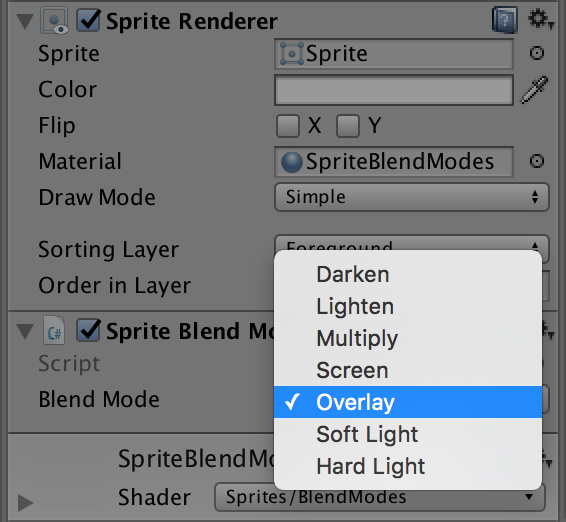 Sprite Renderer
Sprite Sprite
Color
Flip X Y
Material SpriteBlendModes
Draw Mode Simple
Sorting Layer Foreground
Order in Layer
Darken
Lighten
C# Sprite Blend Mo
Multiply
Script
Screen
Blend Mode ✓ Overlay
Soft Light
SpriteBlendMo
Hard Light
Shader Sprites/BlendModes